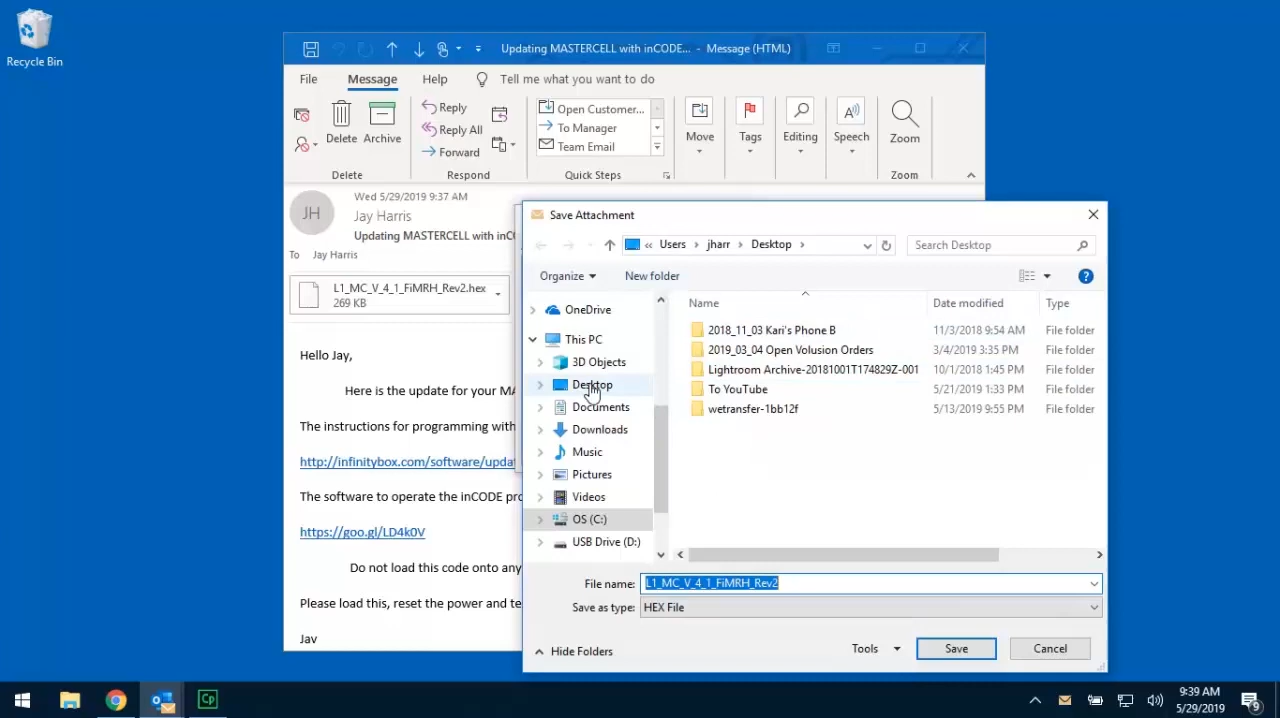 Recycle Bin
Updating MASTERCELL with inCODE... - Message (HTML)
File Message Help Tell me what you want to do
Delete
Archive
Reply
Reply All
Forward
Open Customer...
To Manager
Team Email
Move
Tags
Editing
Speech
Zoom
Delete Respond Quick Steps Zoom
JH
Wed 5/29/2019 9:37 AM
Jay Harris
Updating MASTERCELL with inCO
To Jay Harris
L1_MC_V_4_1_FiMRH_Rev2.hex
269 KB
Hello Jay,
Here is the update for your MA
The instructions for programming with
http://infinitybox.com/software/upda
The software to operate the inCODE pro
https://goo.gl/LD4k0V
Do not load this code onto any
Please load this, reset the power and te
Jay
Save Attachment
« Users › jharr › Desktop ›
Search Desktop
Organize New folder
OneDrive
This PC
3D Objects
Desktop
Documents
Downloads
Music
Pictures
Videos
OS (C:)
USB Drive (D:)
Name Date modified Type
2018_11_03 Kari's Phone B 11/3/2018 9:54 AM File folder
2019_03_04 Open Volusion Orders 3/4/2019 3:35 PM File folder
Lightroom Archive-20181001T174829Z-001 10/1/2018 1:45 PM File folder
To YouTube 5/21/2019 1:33 PM File folder
wetransfer-1bb12f 5/13/2019 9:55 PM File folder
File name: L1_MC_V_4_1_FiMRH_Rev2
Save as type: HEX File
Hide Folders
Tools
Save
Cancel
Cp
9:39 AM
5/29/2019
9